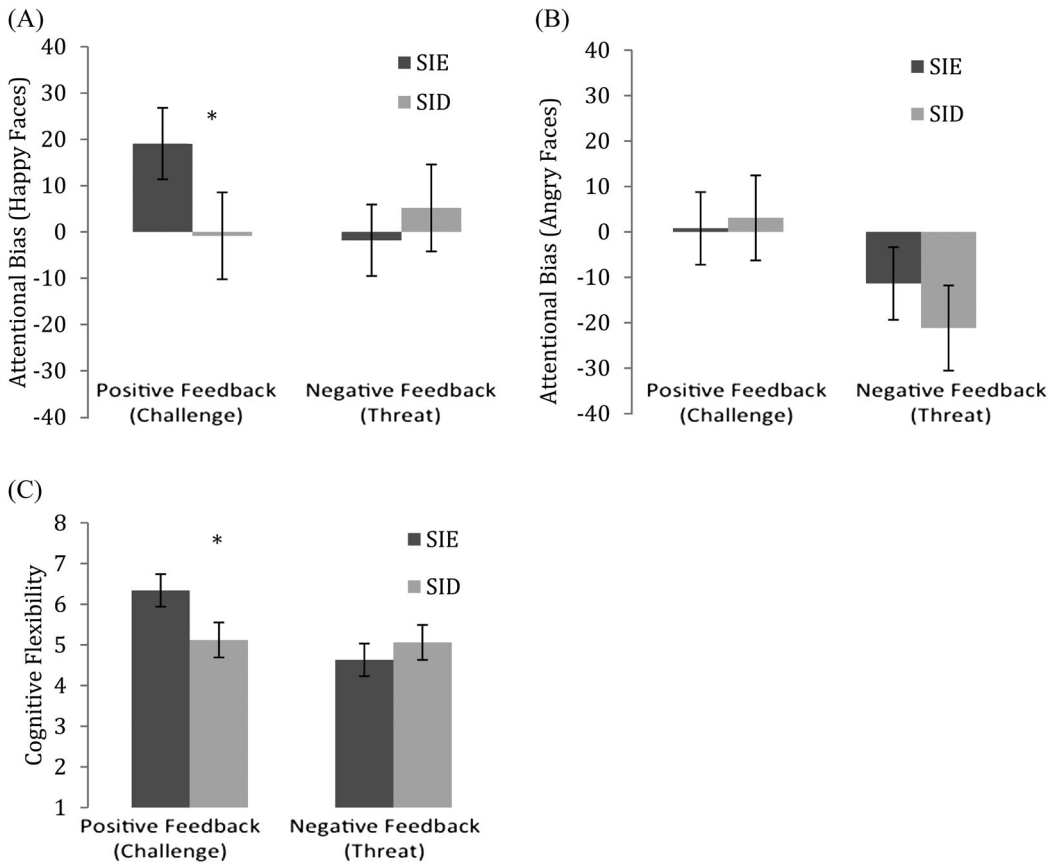 (A)
Attentional Bias (Happy Faces)
40
30
20
10
0
-10
-20
-30
-40
SIE
SID
*
Positive Feedback
(Challenge)
Negative Feedback
(Threat)
(B)
Attentional Bias (Angry Faces)
40
30
20
10
0
-10
-20
-30
-40
SIE
SID
Positive Feedback
(Challenge)
Negative Feedback
(Threat)
(C)
Cognitive Flexibility
8
7
6
5
4
3
2
1
*
SIE
SID
Positive Feedback
(Challenge)
Negative Feedback
(Threat)